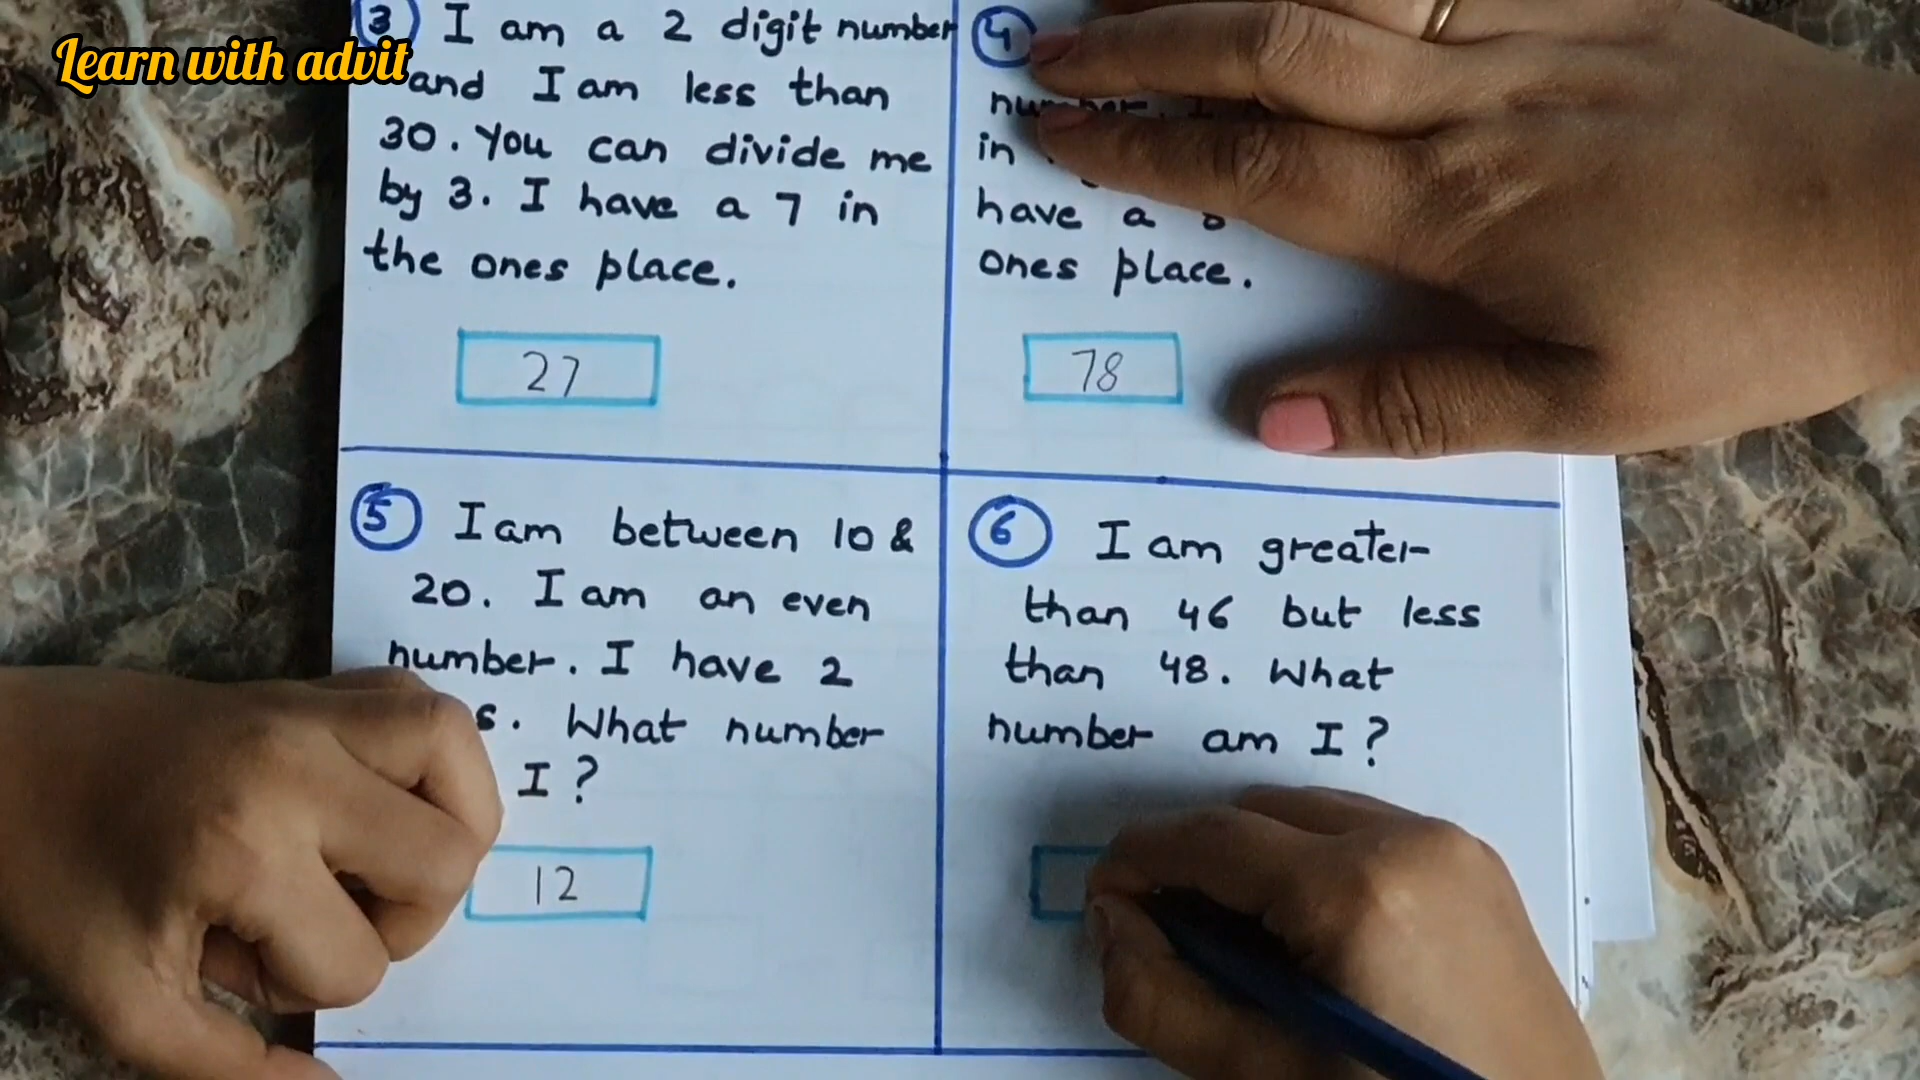 Learn with advit
3 I am a 2 digit number
and I am less than
30. You can divide me
by 3. I have a 7 in
the ones place.
27
4
in
have a 8
ones place.
78
5 I am between 10 &
20. I am an even
number. I have 2
What number
I ?
12
6 I am greater
than 46 but less
than 48. What
number am I ?